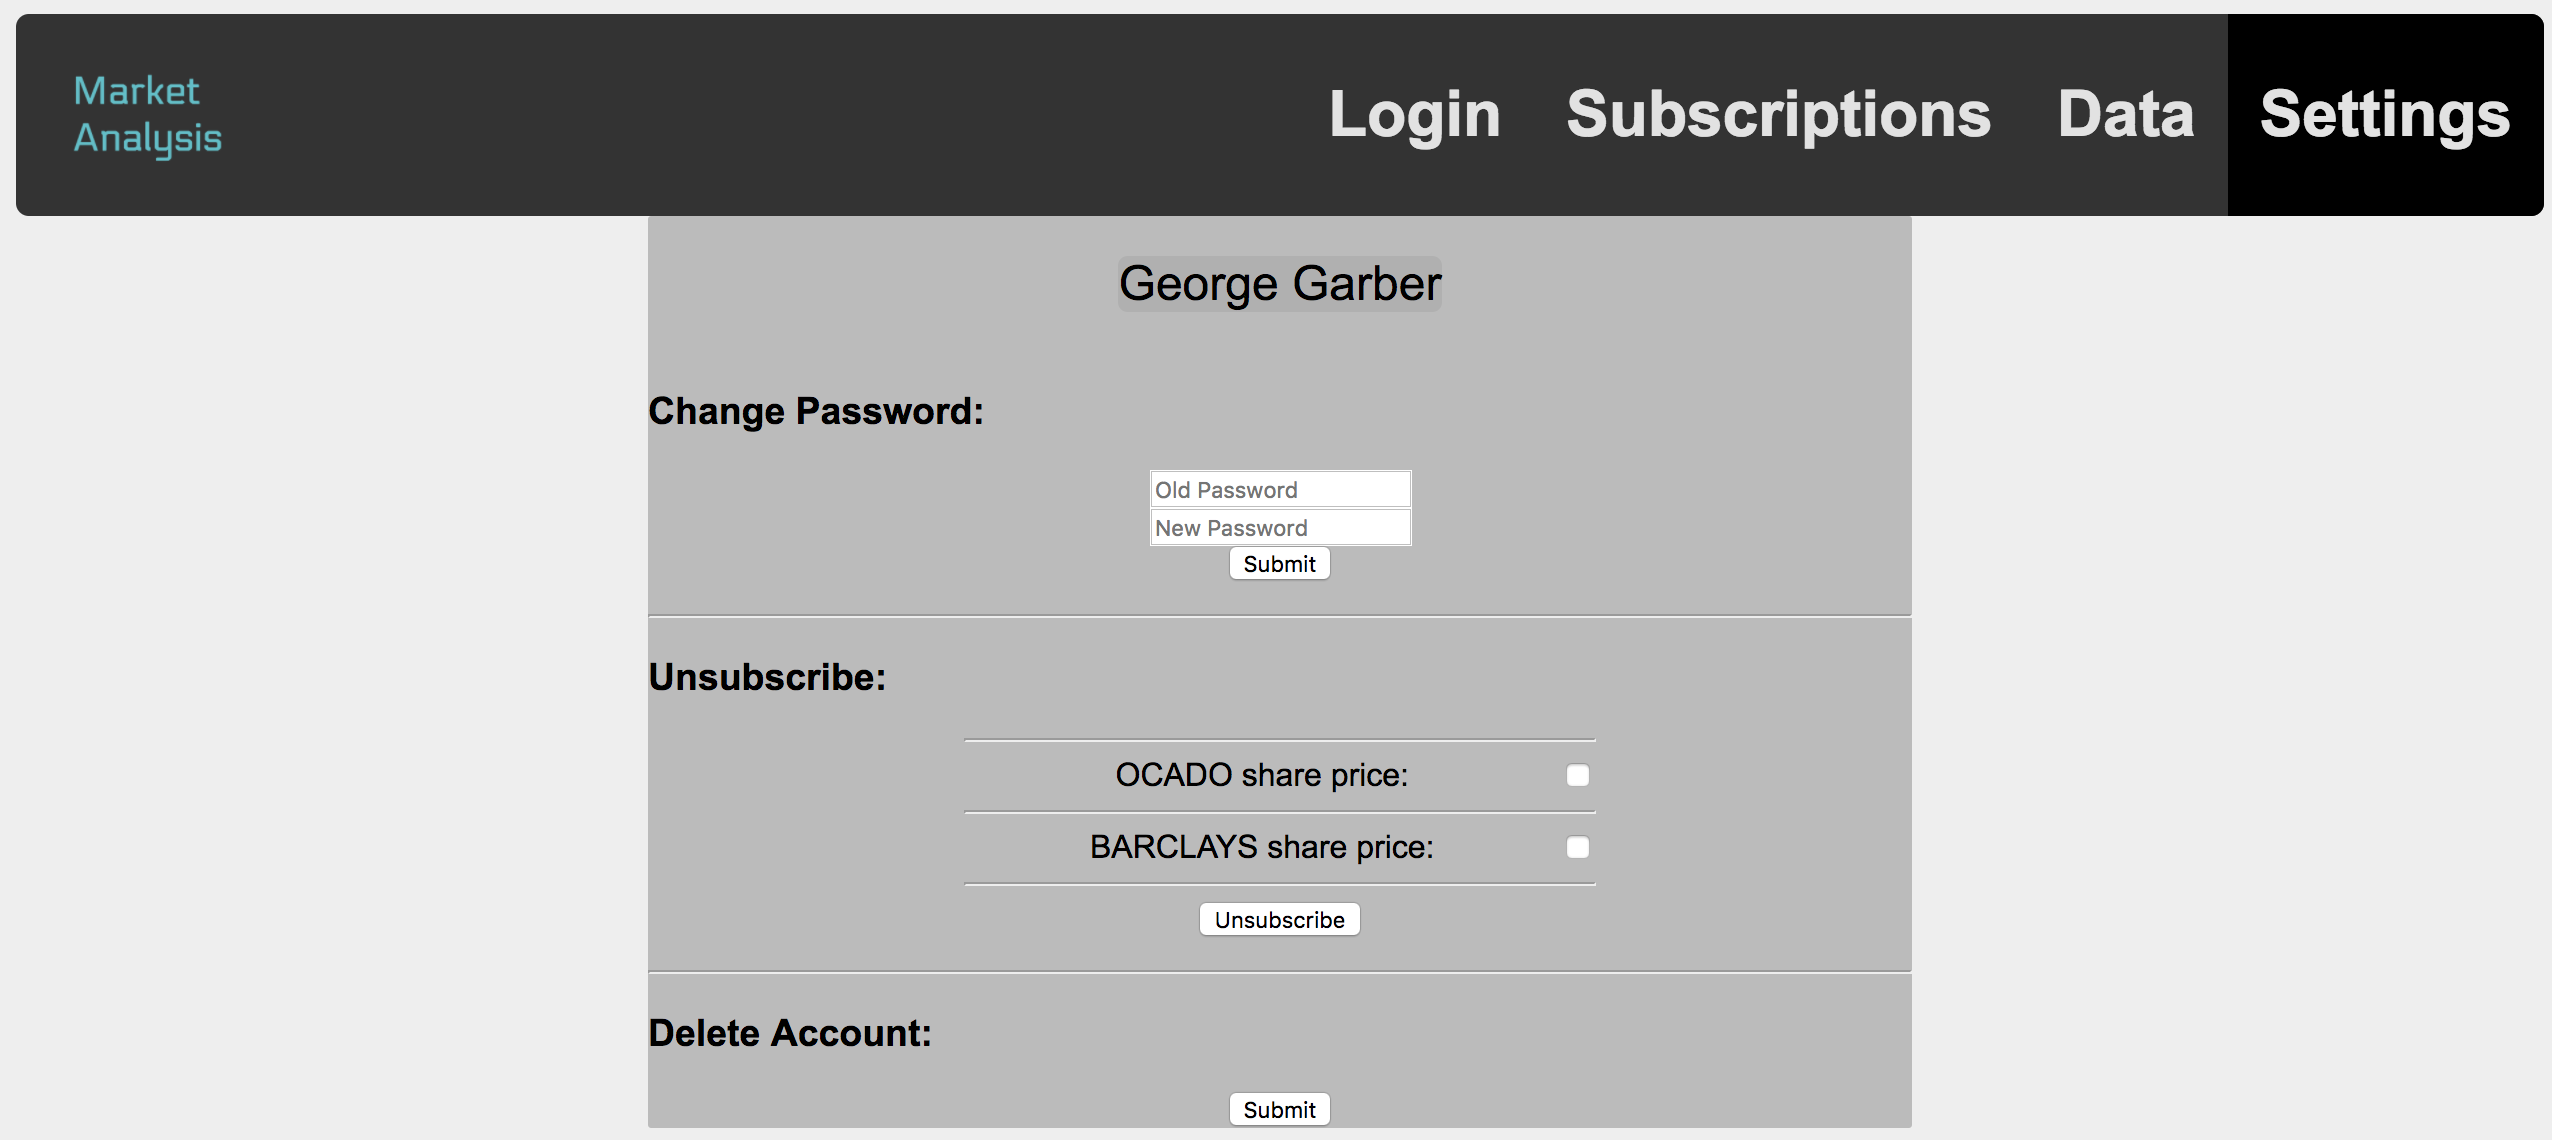 Market
Analysis
Login Subscriptions Data Settings
George Garber
Change Password:
Old Password
New Password
Submit
Unsubscribe:
OCADO share price:
BARCLAYS share price:
Unsubscribe
Delete Account:
Submit